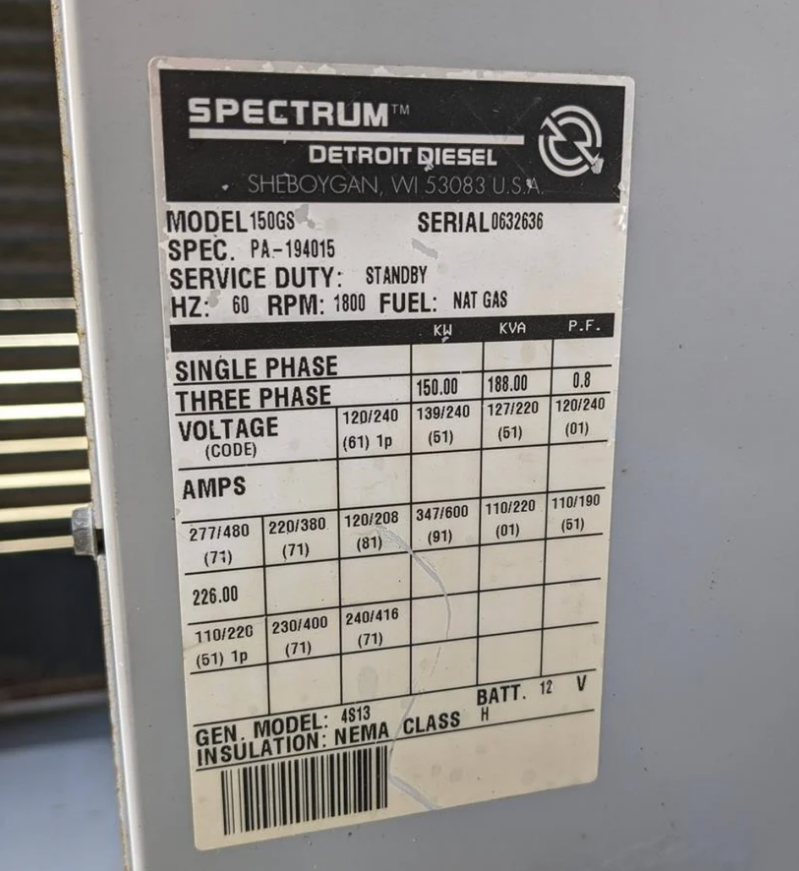 SPECTRUM™
DETROIT DIESEL
SHEBOYGAN, WI 53083 U.S.A.
MODEL 150GS SERIAL 0632636
SPEC. PA-194015
SERVICE DUTY: STANDBY
HZ: 60 RPM: 1800 FUEL: NAT GAS
KW KVA P.F.
SINGLE PHASE
THREE PHASE 150.00 188.00 0.8
VOLTAGE 120/240 139/240 127/220 120/240
(CODE) (61) 1p (51) (51) (01)
AMPS
277/480 220/380 120/208 347/600 110/220 110/190
(71) (71) (81) (91) (01) (51)
226.00
110/220 230/400 240/416
(51) 1p (71) (71)
GEN. MODEL: 4S13 BATT. 12 V
INSULATION: NEMA CLASS H